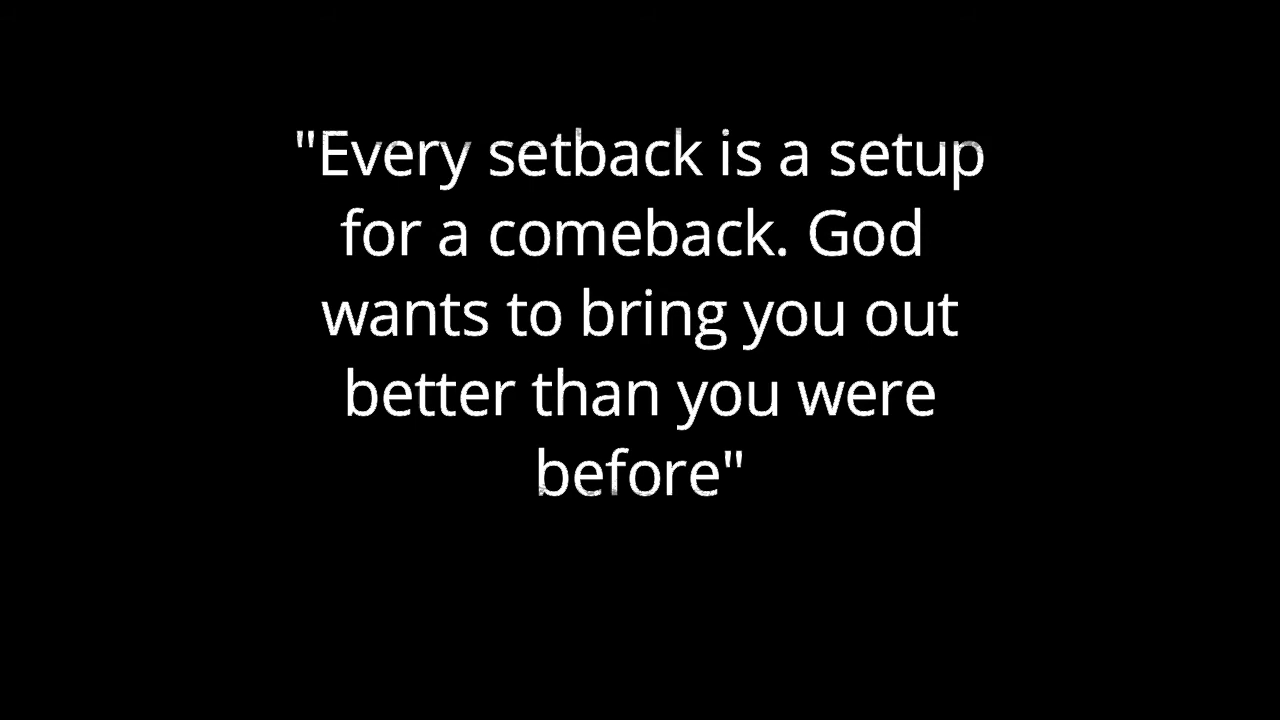 "Every setback is a setup
for a comeback. God
wants to bring you out
better than you were
before"